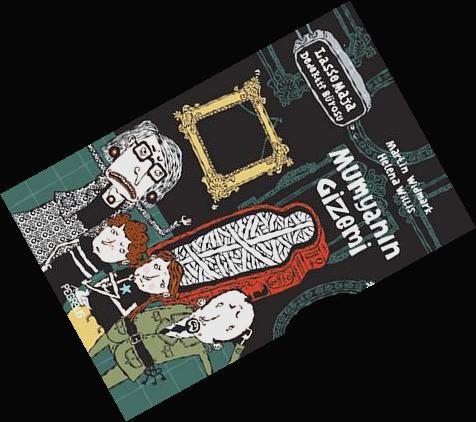 LasseMaja
Dedektif Bürosu
Martin Widmark
Helena Willis
Mumyanın
Gizemi